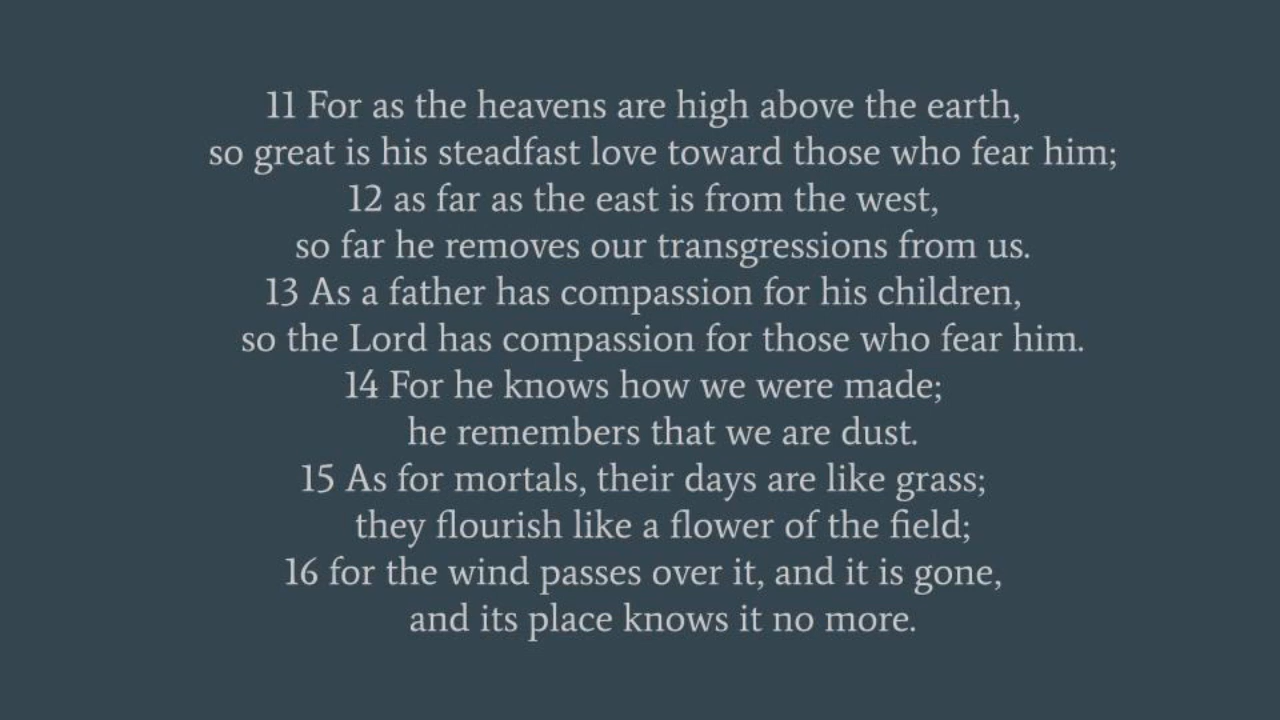 11 For as the heavens are high above the earth,
so great is his steadfast love toward those who fear him;
12 as far as the east is from the west,
so far he removes our transgressions from us.
13 As a father has compassion for his children,
so the Lord has compassion for those who fear him.
14 For he knows how we were made;
he remembers that we are dust.
15 As for mortals, their days are like grass;
they flourish like a flower of the field;
16 for the wind passes over it, and it is gone,
and its place knows it no more.